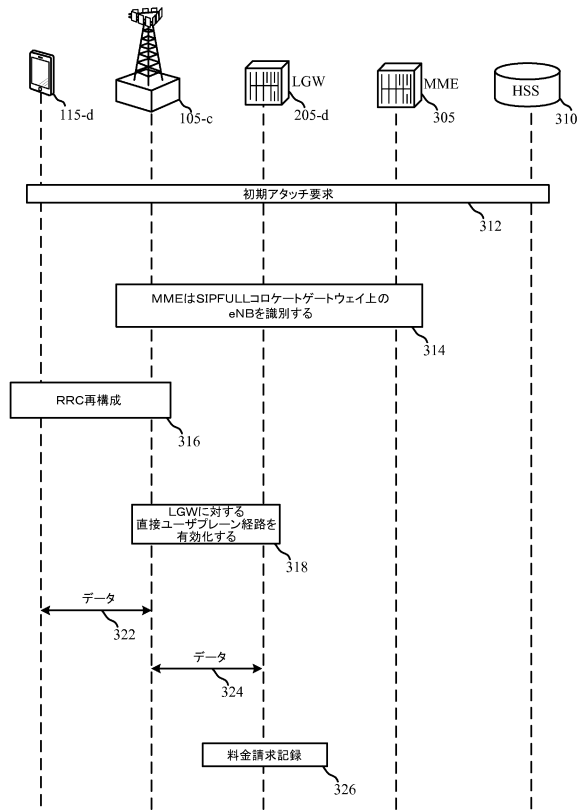 LGW
MME
HSS
115-d
105-c
205-d
305
310
初期アタッチ要求
312
MMEはSIPFULLコロケートゲートウェイ上の
eNBを識別する
314
RRC再構成
316
LGWに対する
直接ユーザプレーン経路を
有効化する
318
データ
322
データ
324
料金請求記録
326